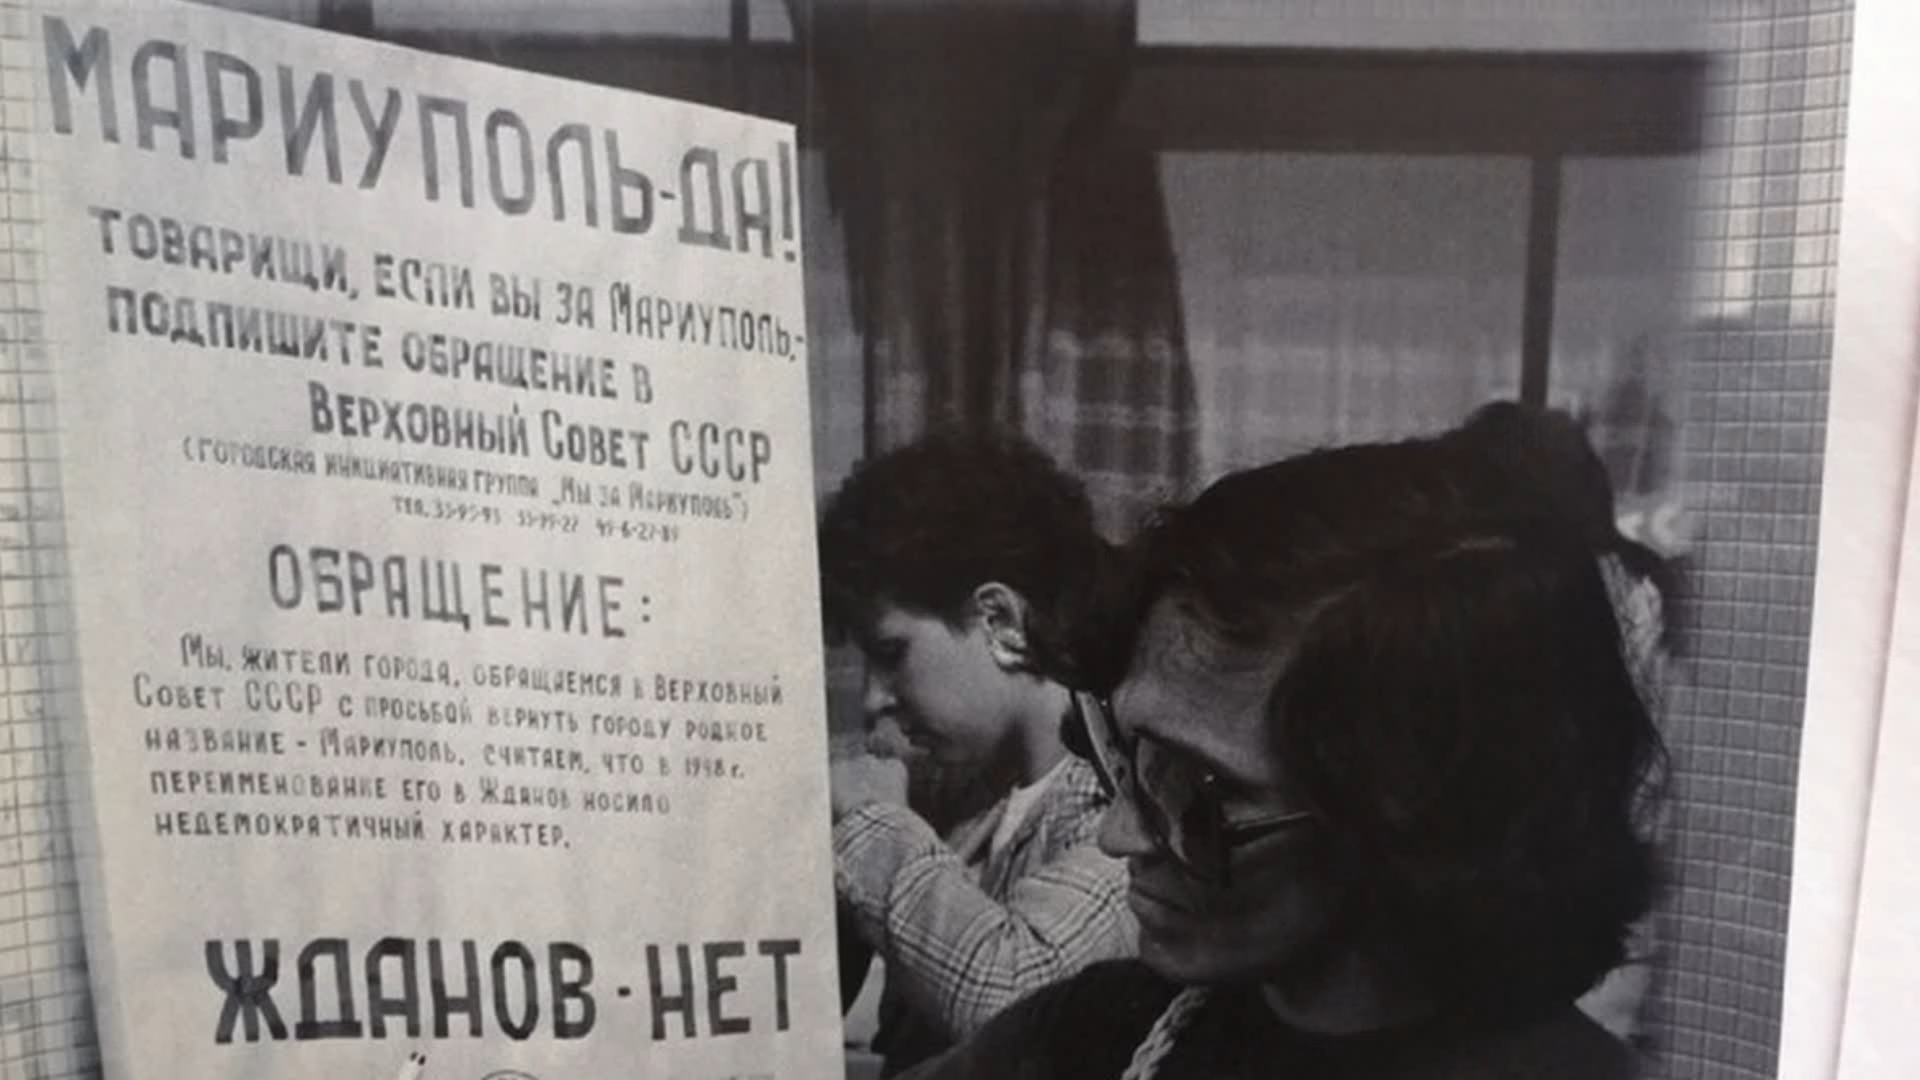 МАРИУПОЛЬ-ДА!
ТОВАРИЩИ, ЕСЛИ ВЫ ЗА МАРИУПОЛЬ,-
ПОДПИШИТЕ ОБРАЩЕНИЕ В
ВЕРХОВНЫЙ СОВЕТ СССР
(ГОРОДСКАЯ ИНИЦИАТИВНАЯ ГРУППА „МЫ ЗА МАРИУПОЛЬ")
ТЕЛ.
ОБРАЩЕНИЕ:
МЫ, ЖИТЕЛИ ГОРОДА, ОБРАЩАЕМСЯ В ВЕРХОВНЫЙ
СОВЕТ СССР С ПРОСЬБОЙ ВЕРНУТЬ ГОРОДУ РОДНОЕ
НАЗВАНИЕ - МАРИУПОЛЬ. СЧИТАЕМ, ЧТО В 1948 г.
ПЕРЕИМЕНОВАНИЕ ЕГО В ЖДАНОВ НОСИЛО
НЕДЕМОКРАТИЧНЫЙ ХАРАКТЕР.
ЖДАНОВ-НЕТ